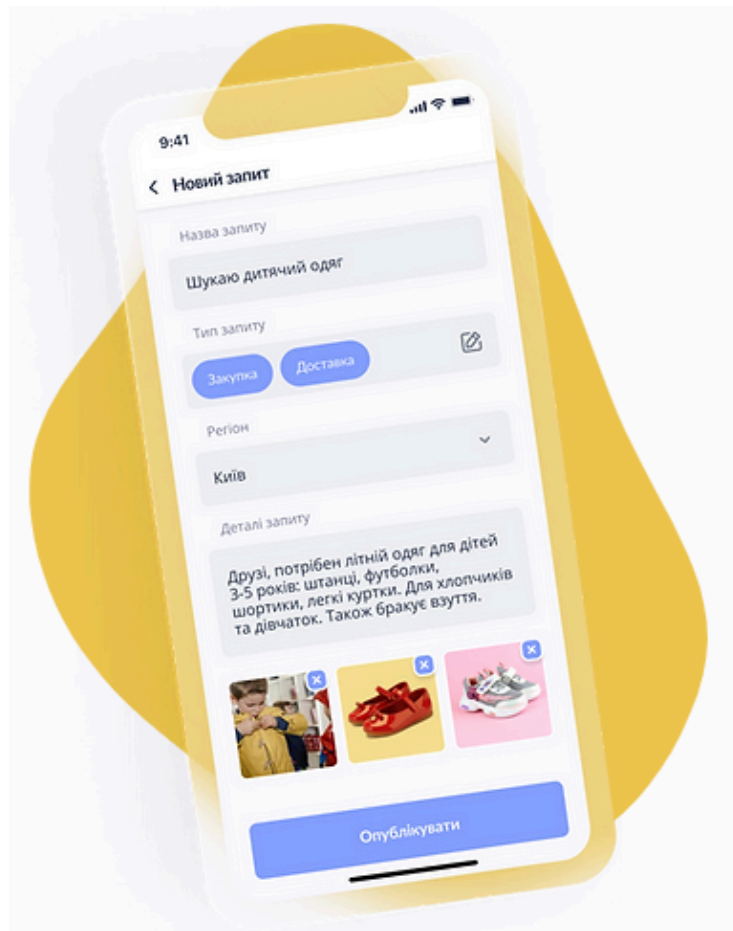 9:41
Новий запит
Назва запиту
Шукаю дитячий одяг
Тип запиту
Закупка Доставка
Регіон
Київ
Деталі запиту
Друзі, потрібен літній одяг для дітей
3-5 років: штанці, футболки,
шортики, легкі куртки. Для хлопчиків
та дівчаток. Також бракує взуття.
Опублікувати